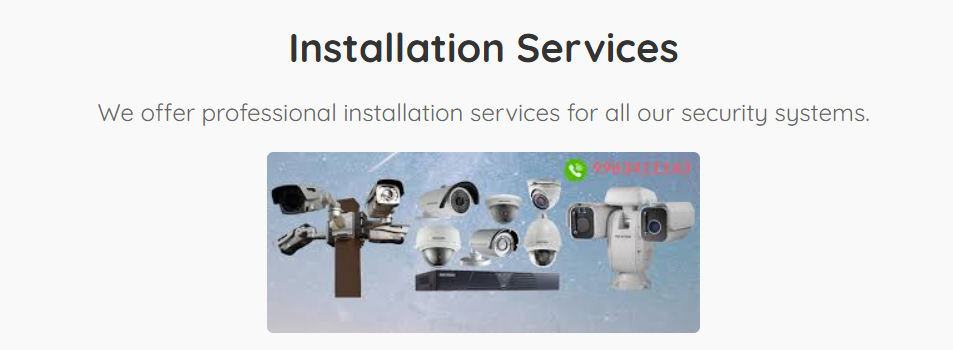 Installation Services
We offer professional installation services for all our security systems.